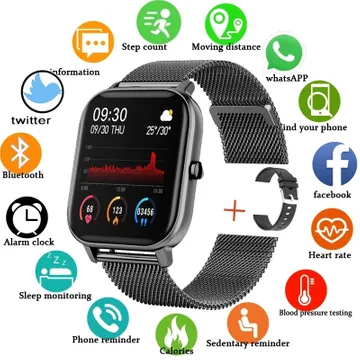 Step count
Moving distance
information
whatsAPP
twitter
Find your phone
Bluetooth
facebook
Alarm clock
Heart rate
Sleep monitoring
Blood pressure testing
Phone reminder
Calories
Sedentary reminder
09:30
09/30 THU
25°/30°
68
123
03456
+